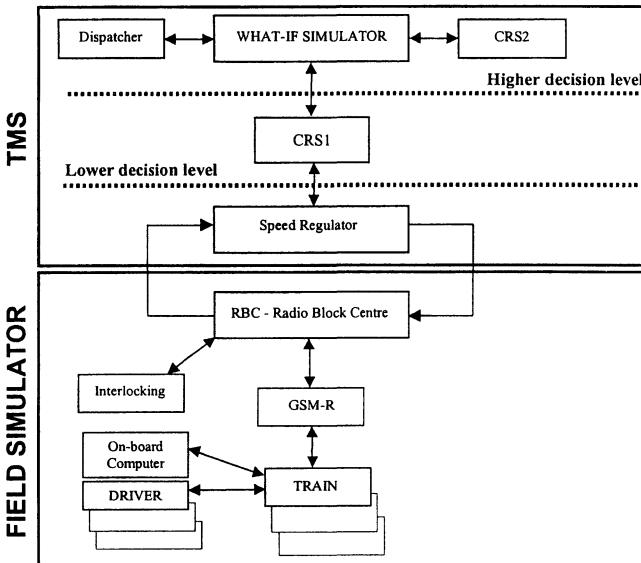 TMS
Dispatcher
WHAT-IF SIMULATOR
CRS2
Higher decision level
CRS1
Lower decision level
Speed Regulator
FIELD SIMULATOR
RBC - Radio Block Centre
Interlocking
GSM-R
On-board
Computer
DRIVER
TRAIN